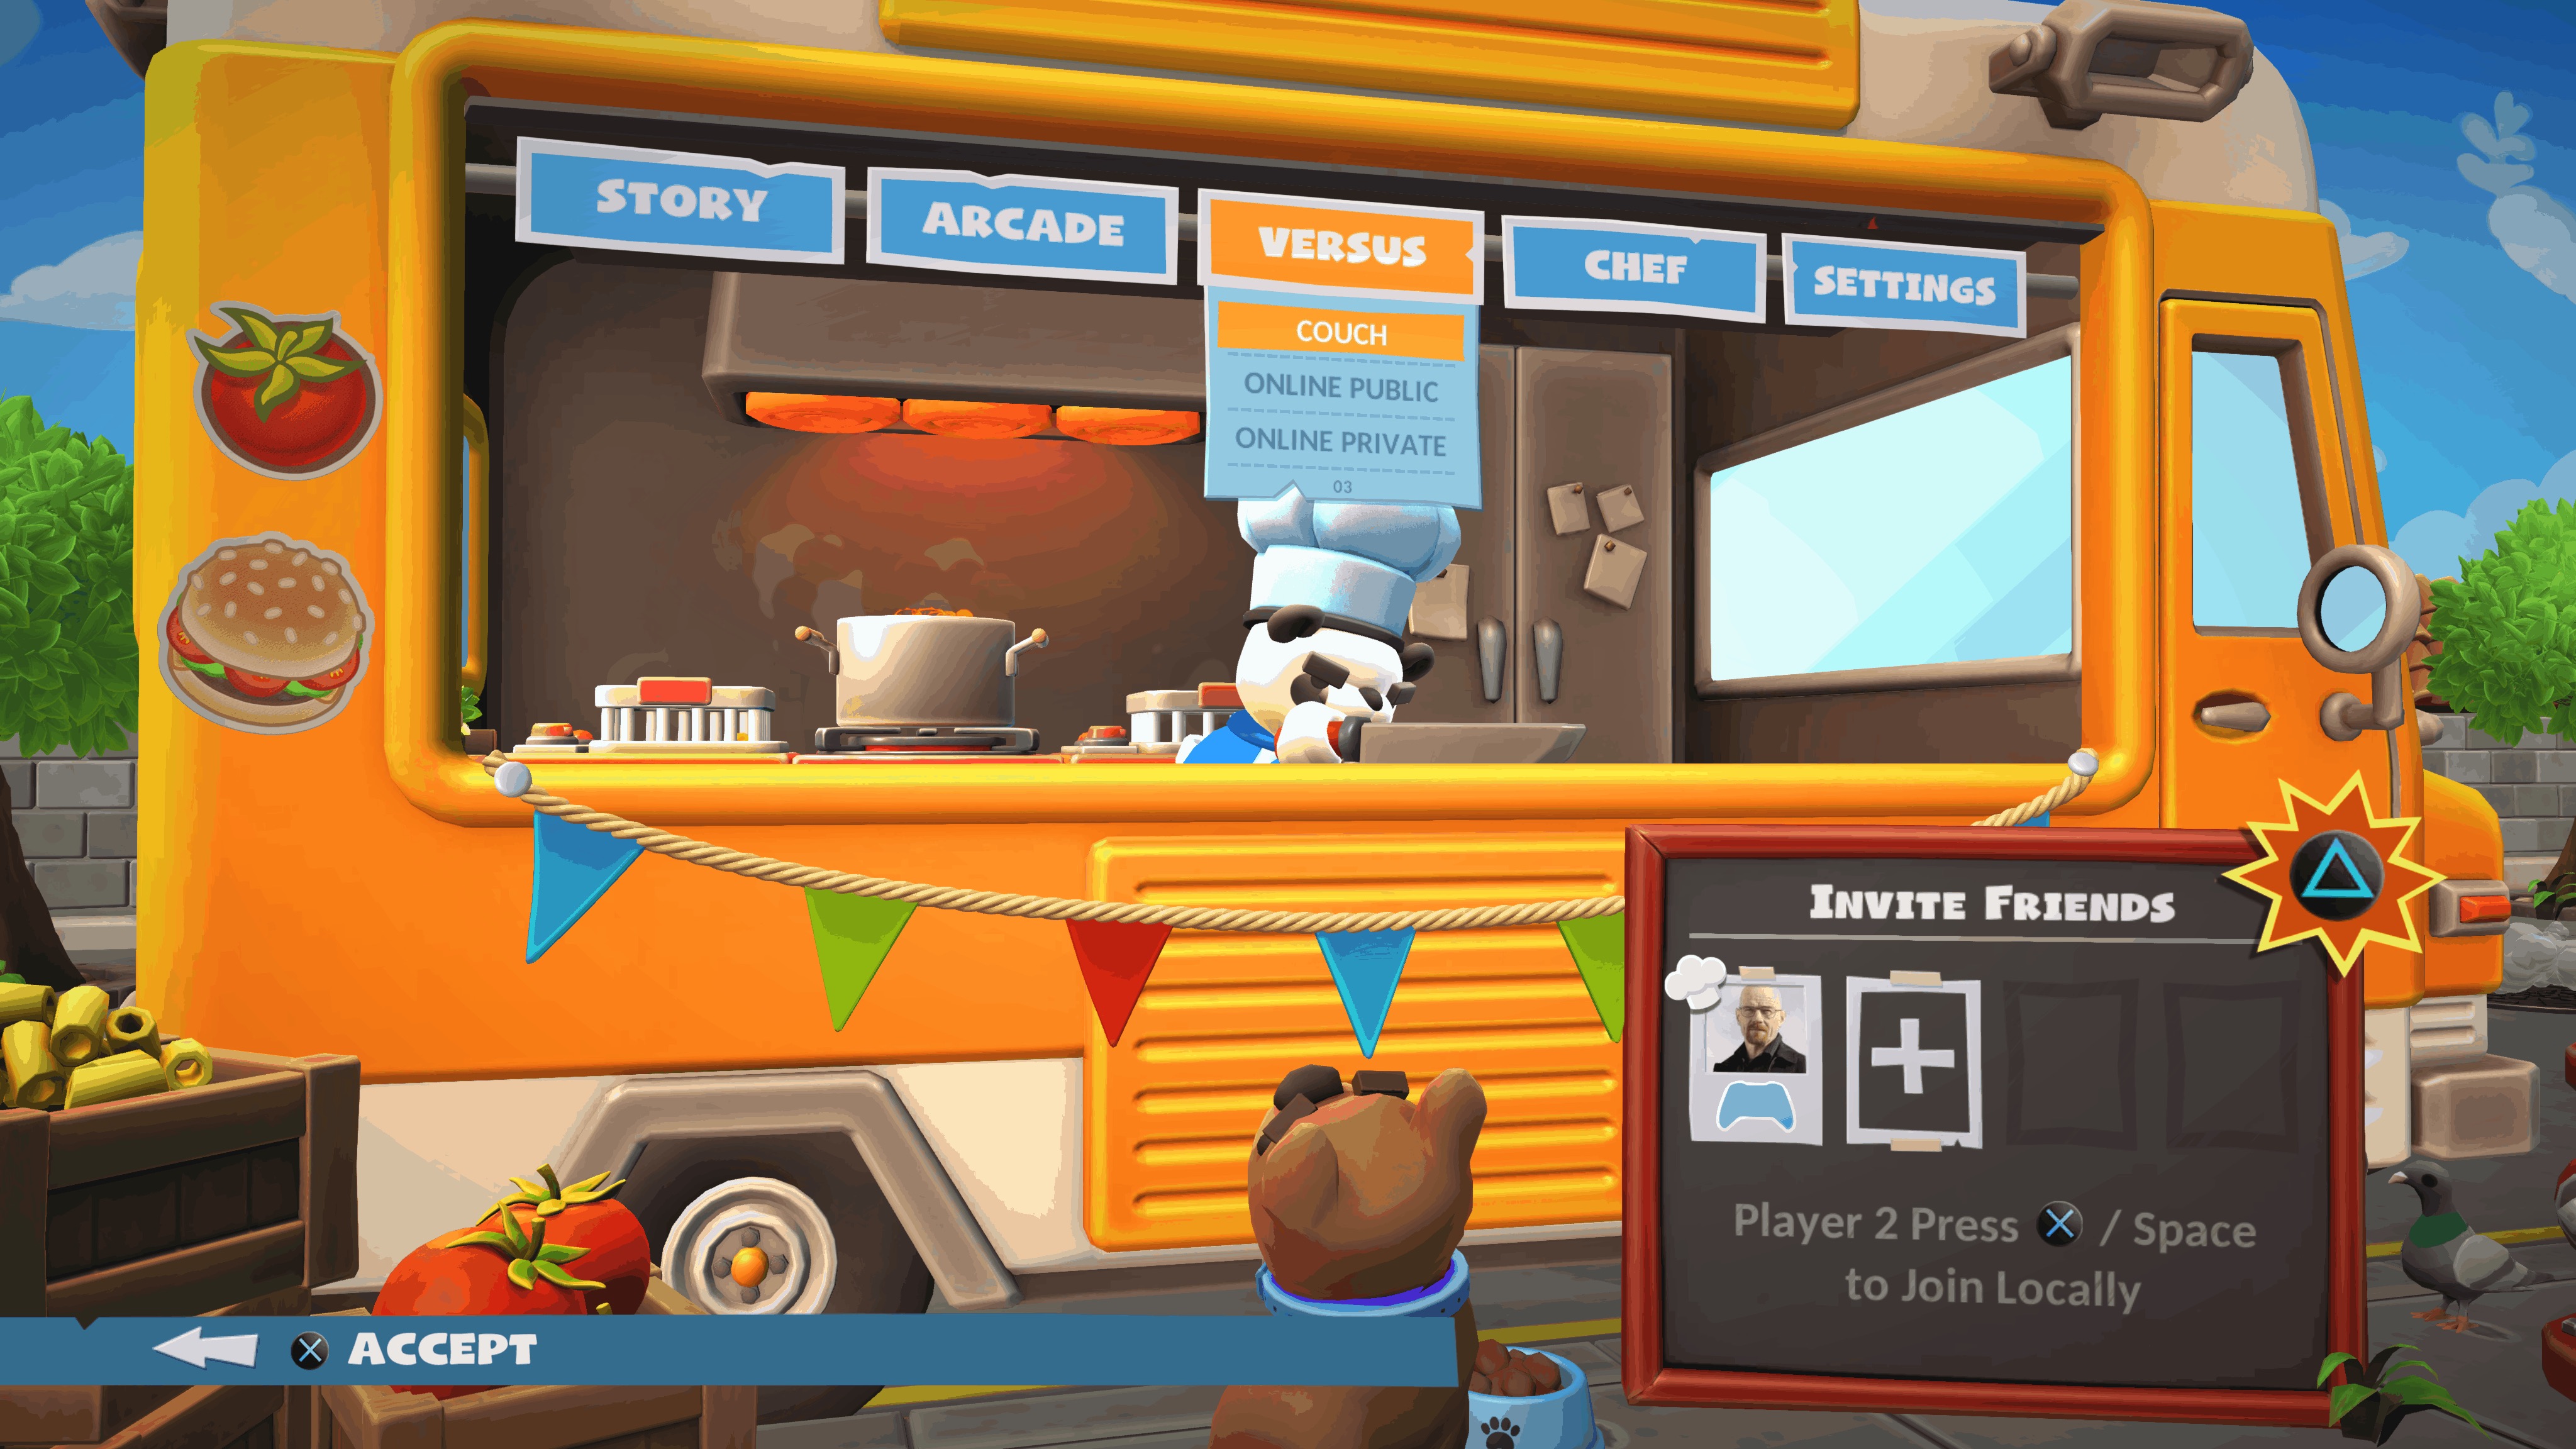 STORY
ARCADE
VERSUS
CHEF
SETTINGS
COUCH
ONLINE PUBLIC
ONLINE PRIVATE
03
INVITE FRIENDS
Player 2 Press / Space
to Join Locally
ACCEPT